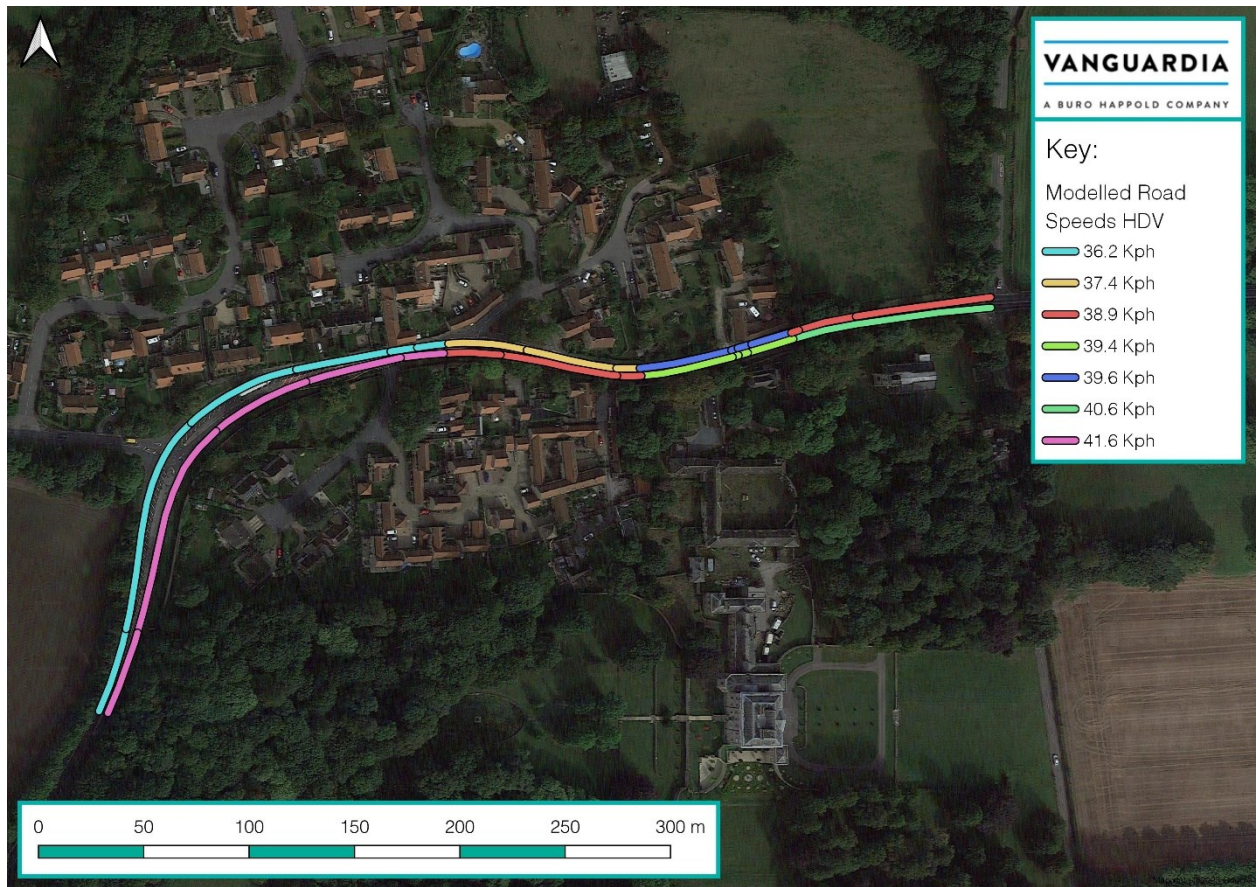 VANGUARDIA
A BURO HAPPOLD COMPANY
Key:
Modelled Road
Speeds HDV
36.2 Kph
37.4 Kph
38.9 Kph
39.4 Kph
39.6 Kph
40.6 Kph
41.6 Kph
0 50 100 150 200 250 300 m